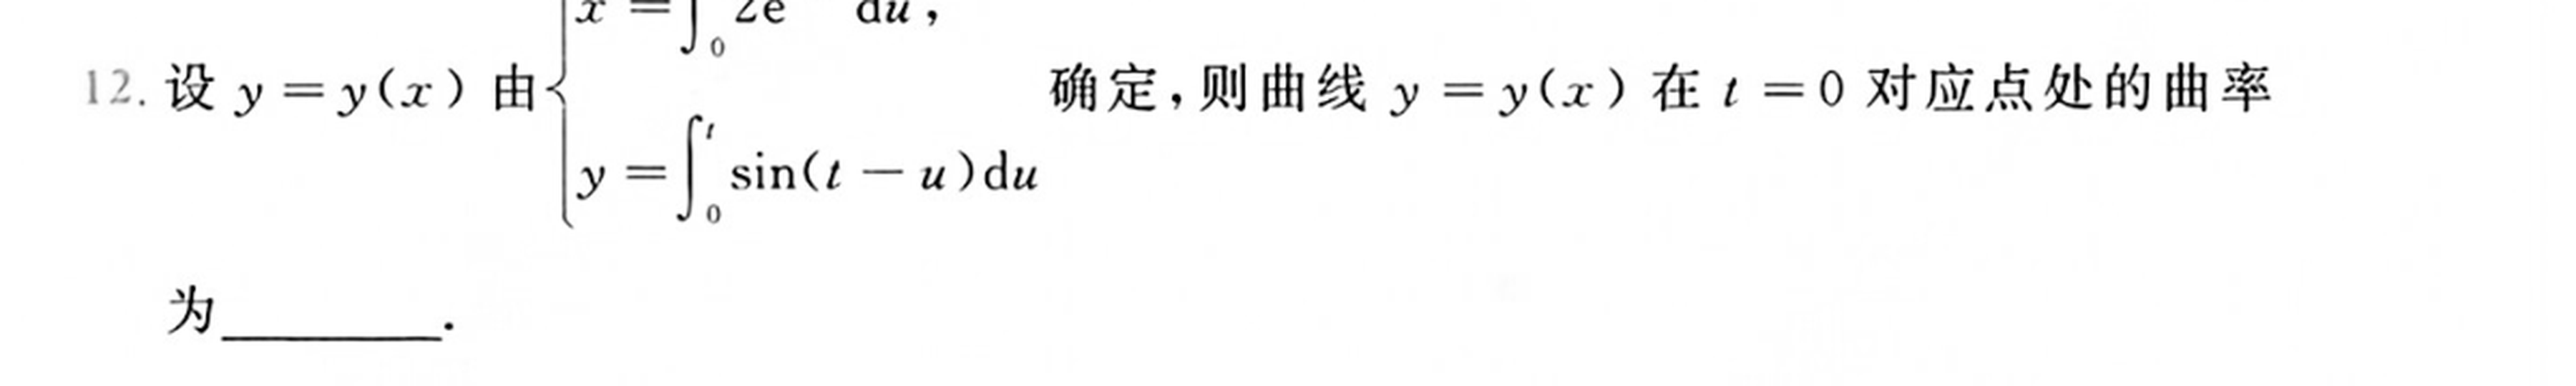 x = ∫₀ 2e du,
12. 设 y = y(x) 由 { 确定,则曲线 y = y(x) 在 t = 0 对应点处的曲率
y = ∫₀ᵗ sin(t − u)du
为________.